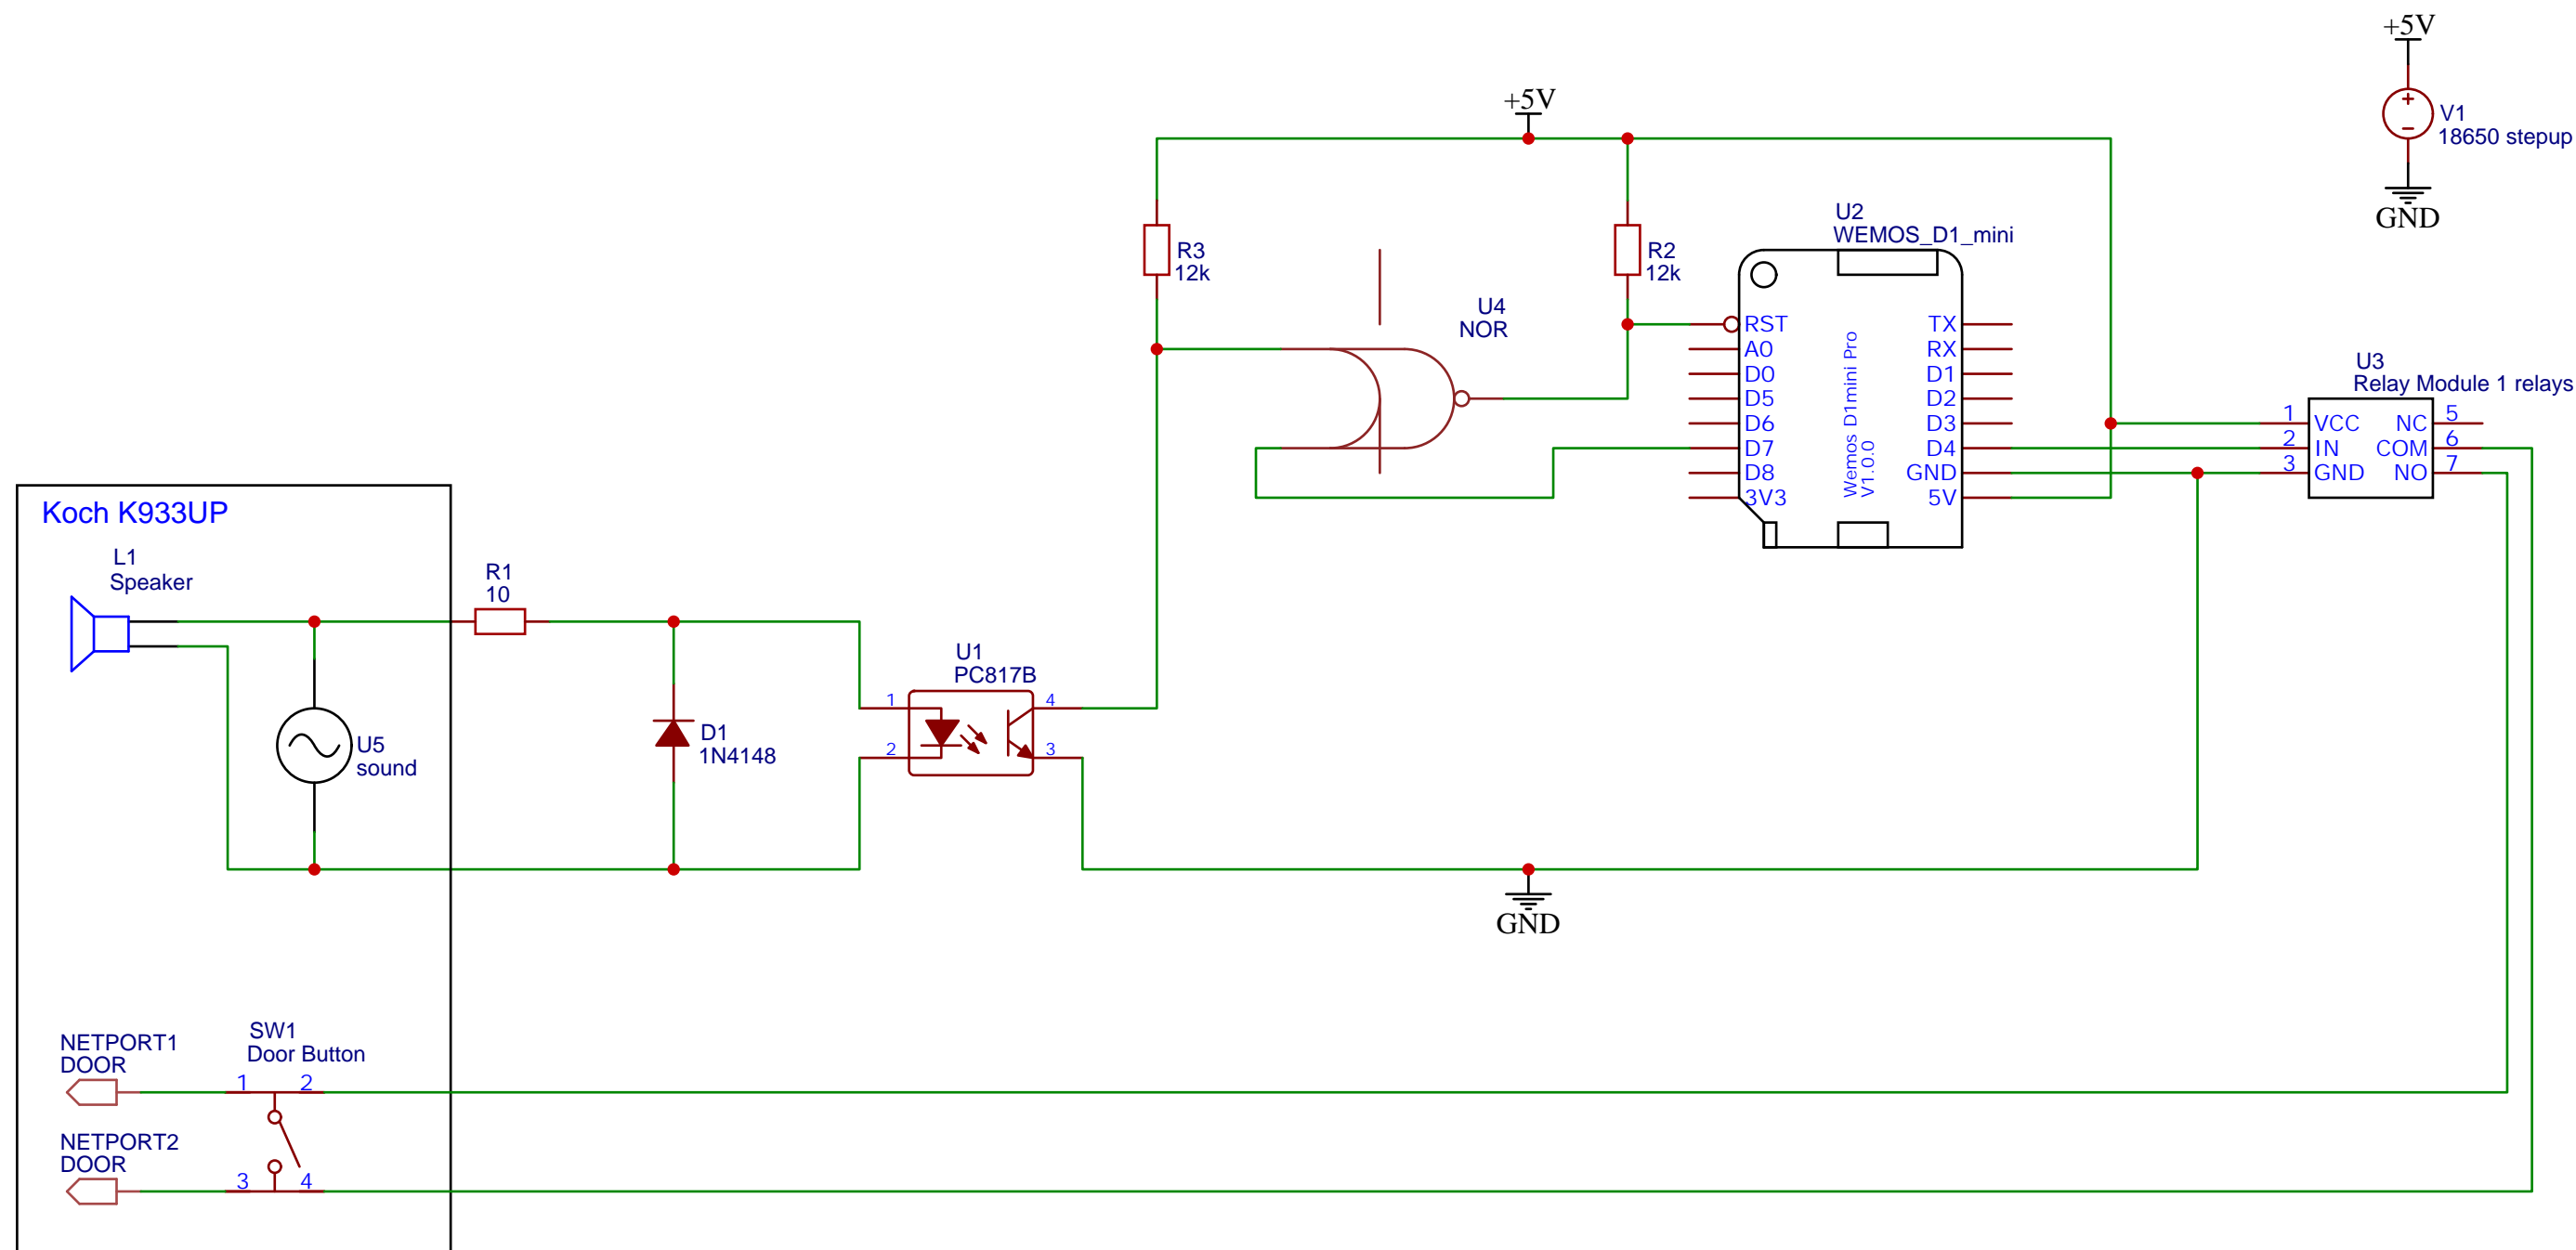 +5V
V1
18650 stepup
GND
+5V
R3
12k
R2
12k
U4
NOR
U2
WEMOS_D1_mini
RST
A0
D0
D5
D6
D7
D8
3V3
Wemos D1mini Pro
V1.0.0
TX
RX
D1
D2
D3
D4
GND
5V
U3
Relay Module 1 relays
1
2
3
VCC
IN
GND
NC
COM
NO
5
6
7
Koch K933UP
L1
Speaker
R1
10
U5
sound
D1
1N4148
U1
PC817B
1
2
4
3
GND
NETPORT1
DOOR
NETPORT2
DOOR
SW1
Door Button
1 2
3 4